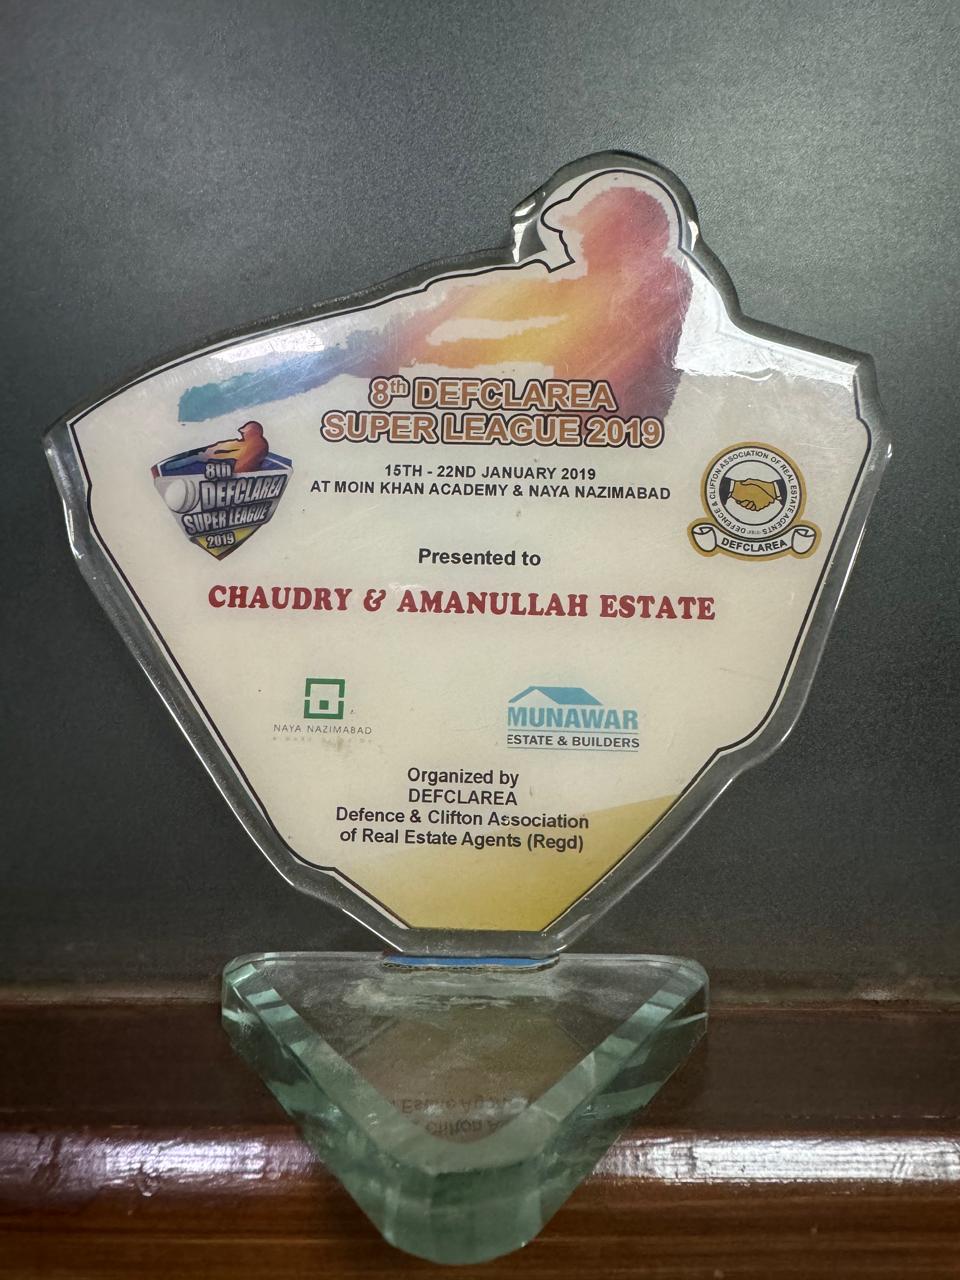 8th DEFCLAREA
SUPER LEAGUE 2019
15TH - 22ND JANUARY 2019
AT MOIN KHAN ACADEMY & NAYA NAZIMABAD
8th
DEFCLAREA
SUPER LEAGUE
2019
DEFENCE & CLIFTON ASSOCIATION OF REAL ESTATE AGENTS
DEFCLAREA
Presented to
CHAUDRY & AMANULLAH ESTATE
NAYA NAZIMABAD
MUNAWAR
ESTATE & BUILDERS
Organized by
DEFCLAREA
Defence & Clifton Association
of Real Estate Agents (Regd)